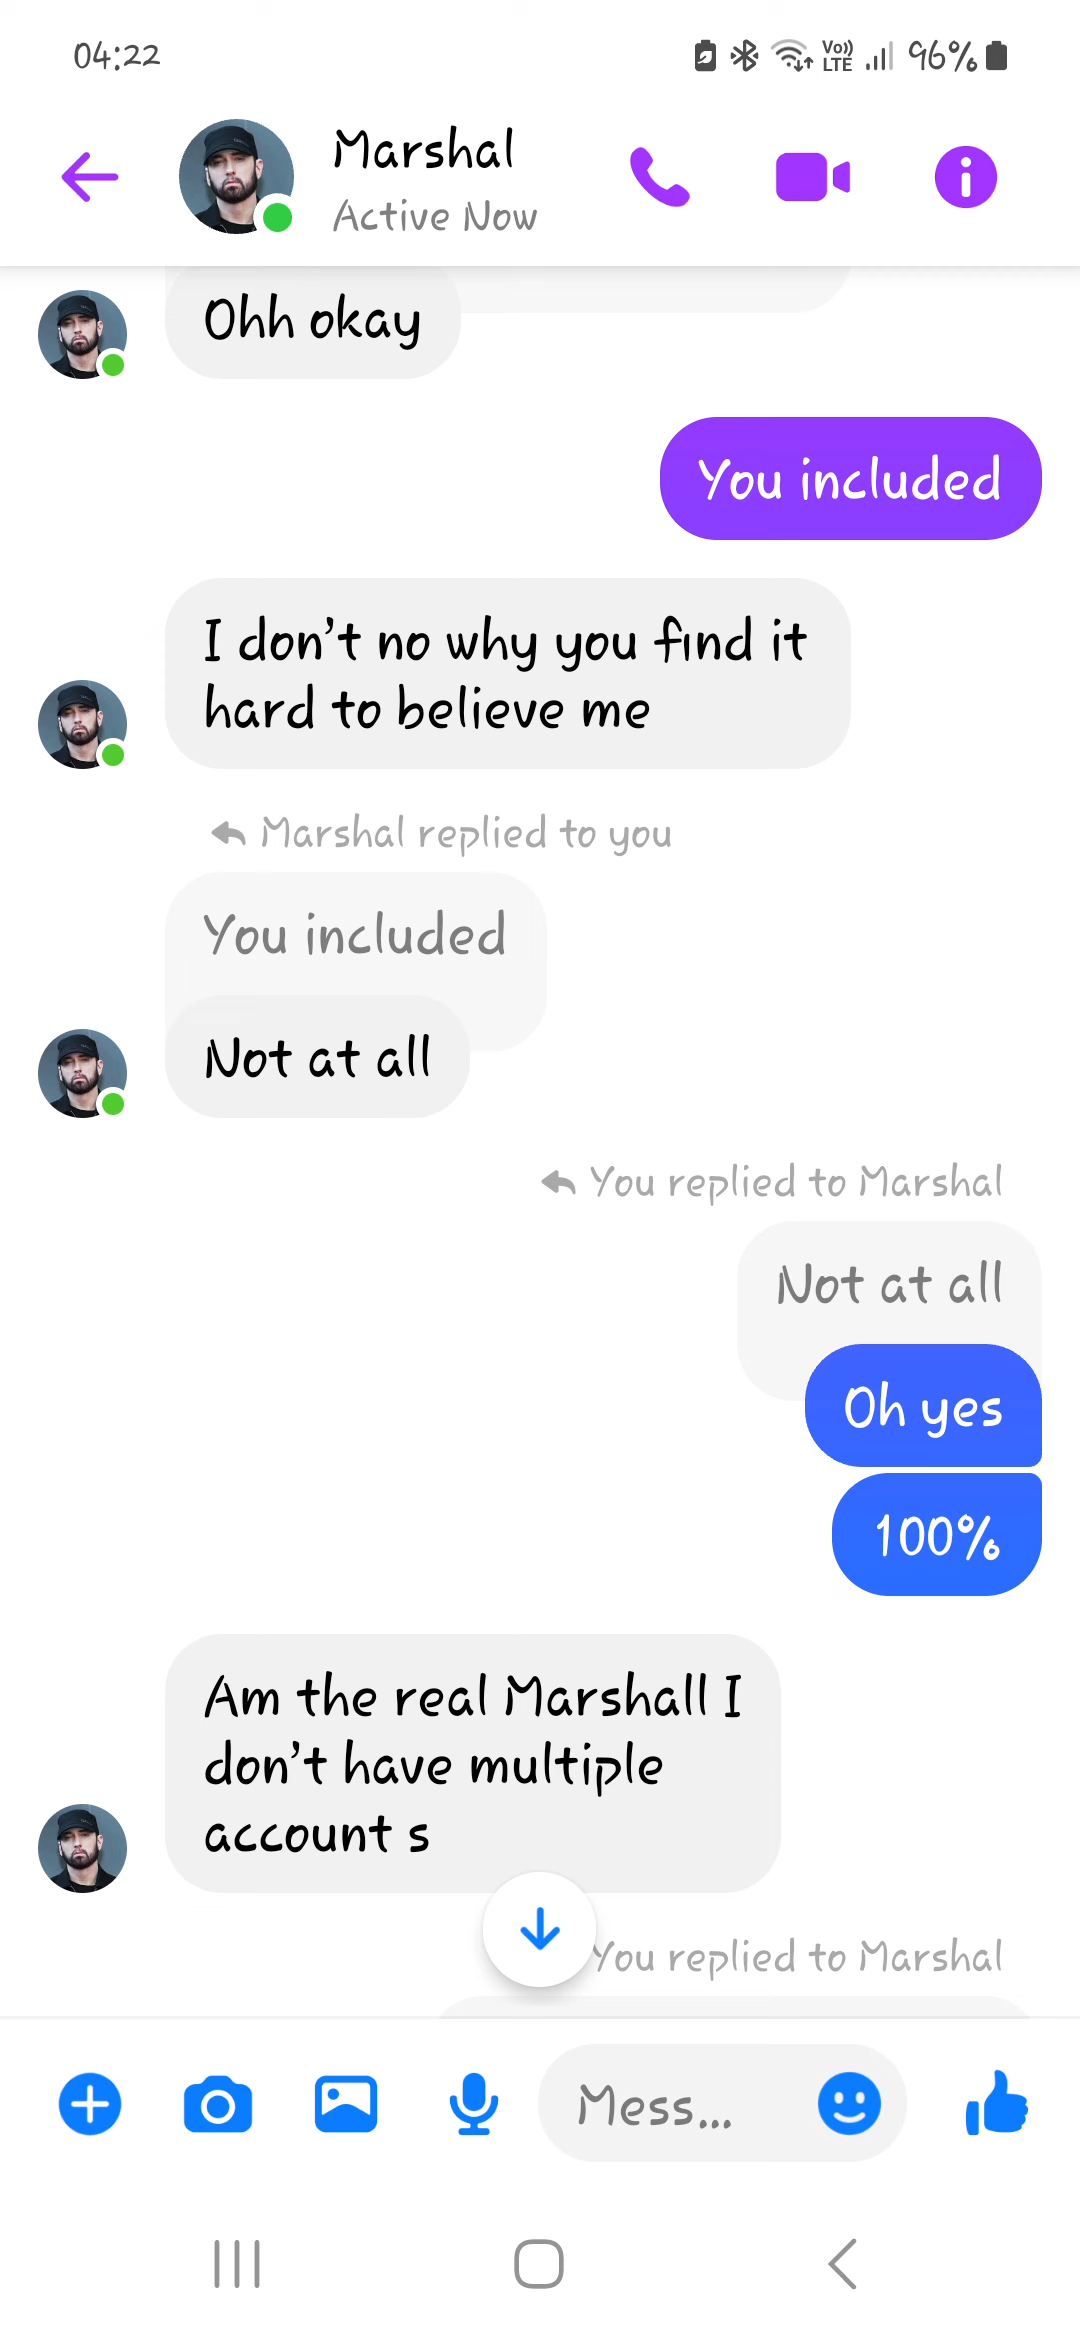 04:22
Vo))
LTE
96%
Marshal
Active Now
Ohh okay
You included
I don't no why you find it
hard to believe me
Marshal replied to you
You included
Not at all
You replied to Marshal
Not at all
Oh yes
100%
Am the real Marshall I
don't have multiple
account s
You replied to Marshal
Mess...